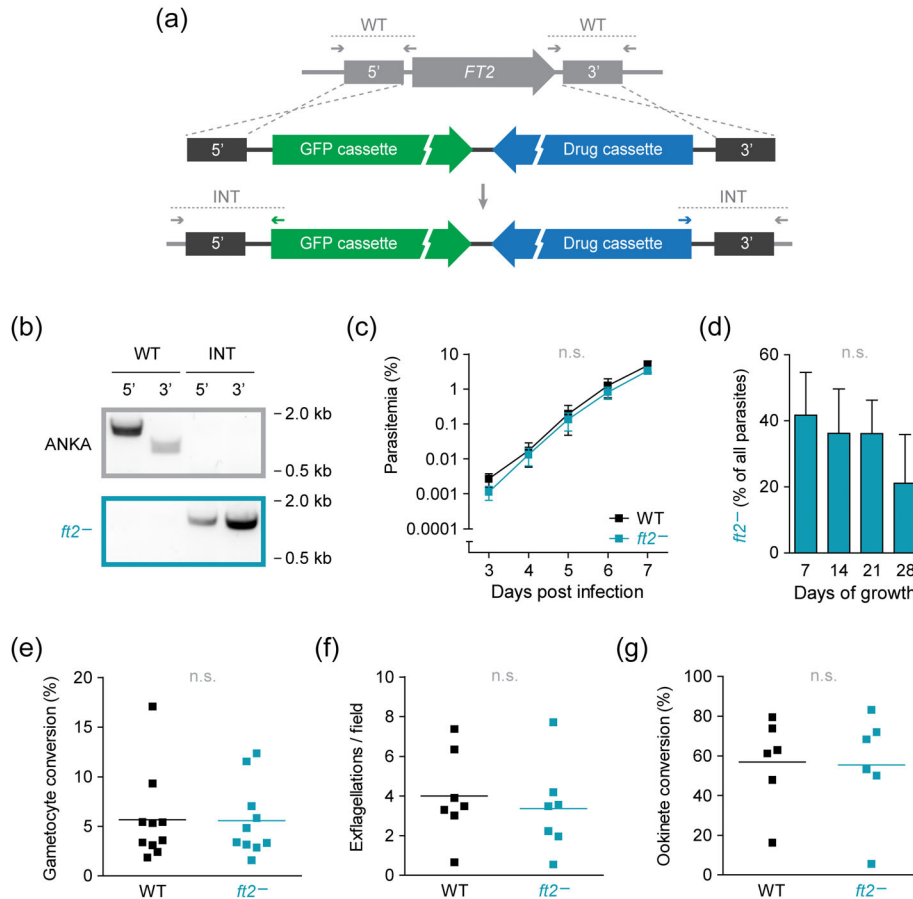 (a)
WT WT
5' FT2 3'
5' GFP cassette Drug cassette 3'
INT INT
5' GFP cassette Drug cassette 3'
(b)
WT INT
5' 3' 5' 3'
ANKA
2.0 kb
0.5 kb
ft2–
2.0 kb
0.5 kb
(c)
n.s.
Parasitemia (%)
10
1
0.1
0.01
0.001
0.0001
WT
ft2–
3 4 5 6 7
Days post infection
(d)
n.s.
ft2– (% of all parasites)
60
40
20
0
7 14 21 28
Days of growth
(e)
n.s.
Gametocyte conversion (%)
20
15
10
5
0
WT ft2–
(f)
n.s.
Exflagellations / field
10
8
6
4
2
0
WT ft2–
(g)
n.s.
Ookinete conversion (%)
100
80
60
40
20
0
WT ft2–